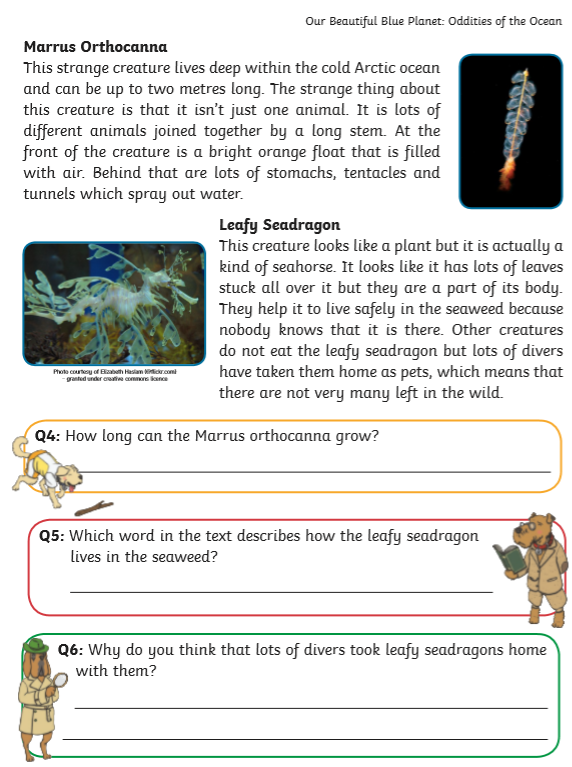 Our Beautiful Blue Planet: Oddities of the Ocean
Marrus Orthocanna
This strange creature lives deep within the cold Arctic ocean
and can be up to two metres long. The strange thing about
this creature is that it isn't just one animal. It is lots of
different animals joined together by a long stem. At the
front of the creature is a bright orange float that is filled
with air. Behind that are lots of stomachs, tentacles and
tunnels which spray out water.
Leafy Seadragon
This creature looks like a plant but it is actually a
kind of seahorse. It looks like it has lots of leaves
stuck all over it but they are a part of its body.
They help it to live safely in the seaweed because
nobody knows that it is there. Other creatures
do not eat the leafy seadragon but lots of divers
have taken them home as pets, which means that
there are not very many left in the wild.
Photo courtesy of Elizabeth Haslam (@flickr.com)
- granted under creative commons licence
Q4: How long can the Marrus orthocanna grow?
Q5: Which word in the text describes how the leafy seadragon
lives in the seaweed?
Q6: Why do you think that lots of divers took leafy seadragons home
with them?